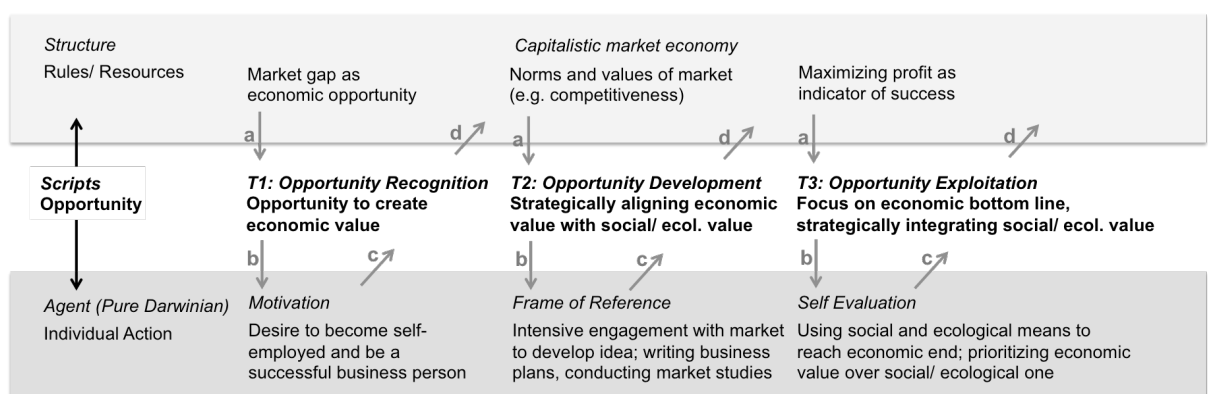 Structure
Rules/ Resources
Capitalistic market economy
Market gap as
economic opportunity
Norms and values of market
(e.g. competitiveness)
Maximizing profit as
indicator of success
a
d
a
d
a
d
Scripts
Opportunity
T1: Opportunity Recognition
Opportunity to create
economic value
T2: Opportunity Development
Strategically aligning economic
value with social/ ecol. value
T3: Opportunity Exploitation
Focus on economic bottom line,
strategically integrating social/ ecol. value
b
c
b
c
b
c
Agent (Pure Darwinian)
Individual Action
Motivation
Desire to become self-
employed and be a
successful business person
Frame of Reference
Intensive engagement with market
to develop idea; writing business
plans, conducting market studies
Self Evaluation
Using social and ecological means to
reach economic end; prioritizing economic
value over social/ ecological one